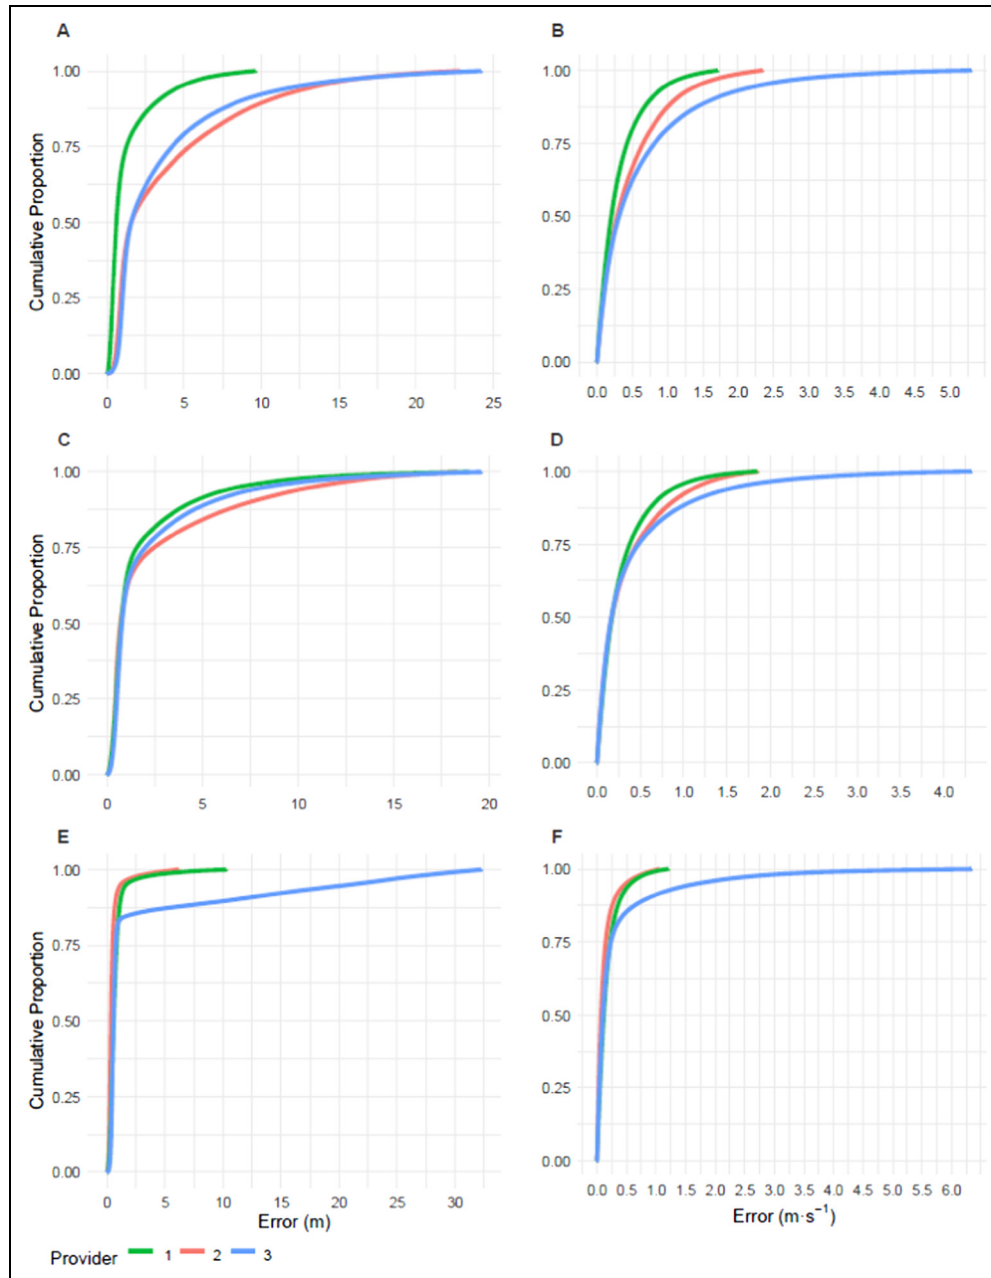 A
B
1.00
0.75
0.50
0.25
0.00
Cumulative Proportion
0 5 10 15 20 25
1.00
0.75
0.50
0.25
0.00
0.0 0.5 1.0 1.5 2.0 2.5 3.0 3.5 4.0 4.5 5.0
C
D
1.00
0.75
0.50
0.25
0.00
Cumulative Proportion
0 5 10 15 20
1.00
0.75
0.50
0.25
0.00
0.0 0.5 1.0 1.5 2.0 2.5 3.0 3.5 4.0
E
F
1.00
0.75
0.50
0.25
0.00
Cumulative Proportion
0 5 10 15 20 25 30
Error (m)
1.00
0.75
0.50
0.25
0.00
0.0 0.5 1.0 1.5 2.0 2.5 3.0 3.5 4.0 4.5 5.0 5.5 6.0
Error (m·s⁻¹)
Provider 1 2 3